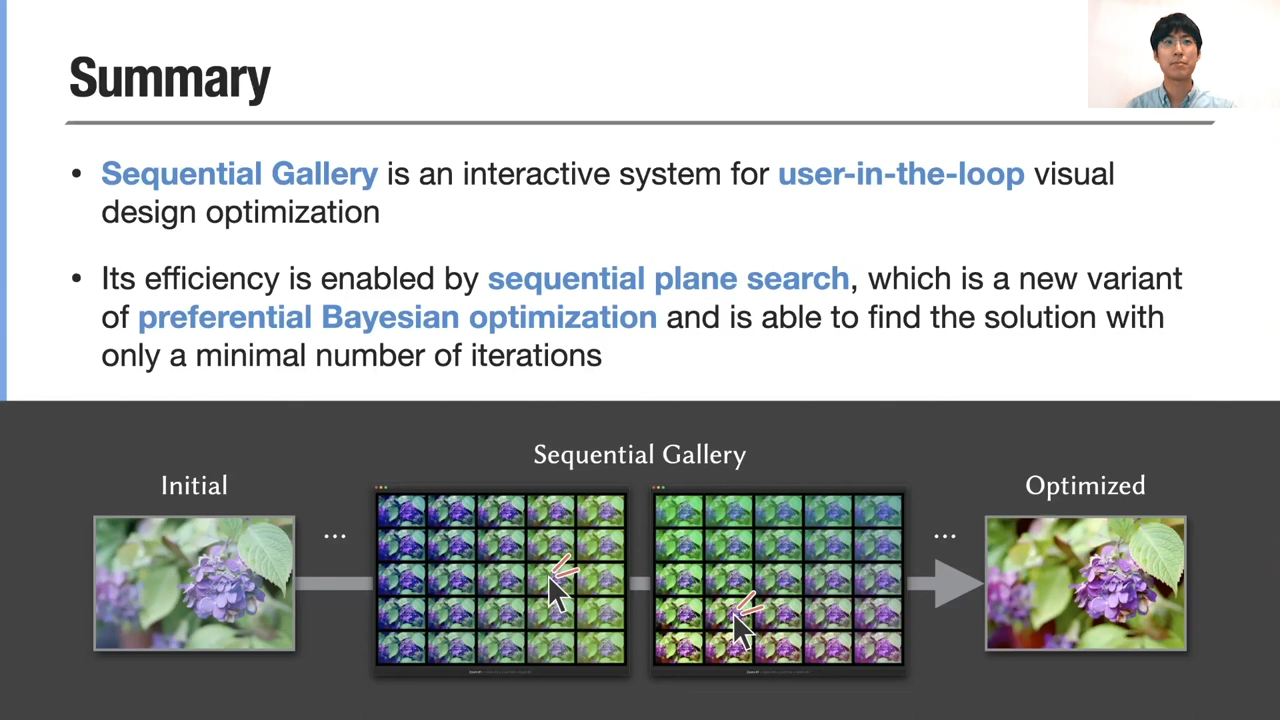 Summary
• Sequential Gallery is an interactive system for user-in-the-loop visual
design optimization
• Its efficiency is enabled by sequential plane search, which is a new variant
of preferential Bayesian optimization and is able to find the solution with
only a minimal number of iterations
Sequential Gallery
Initial
Optimized
...
...